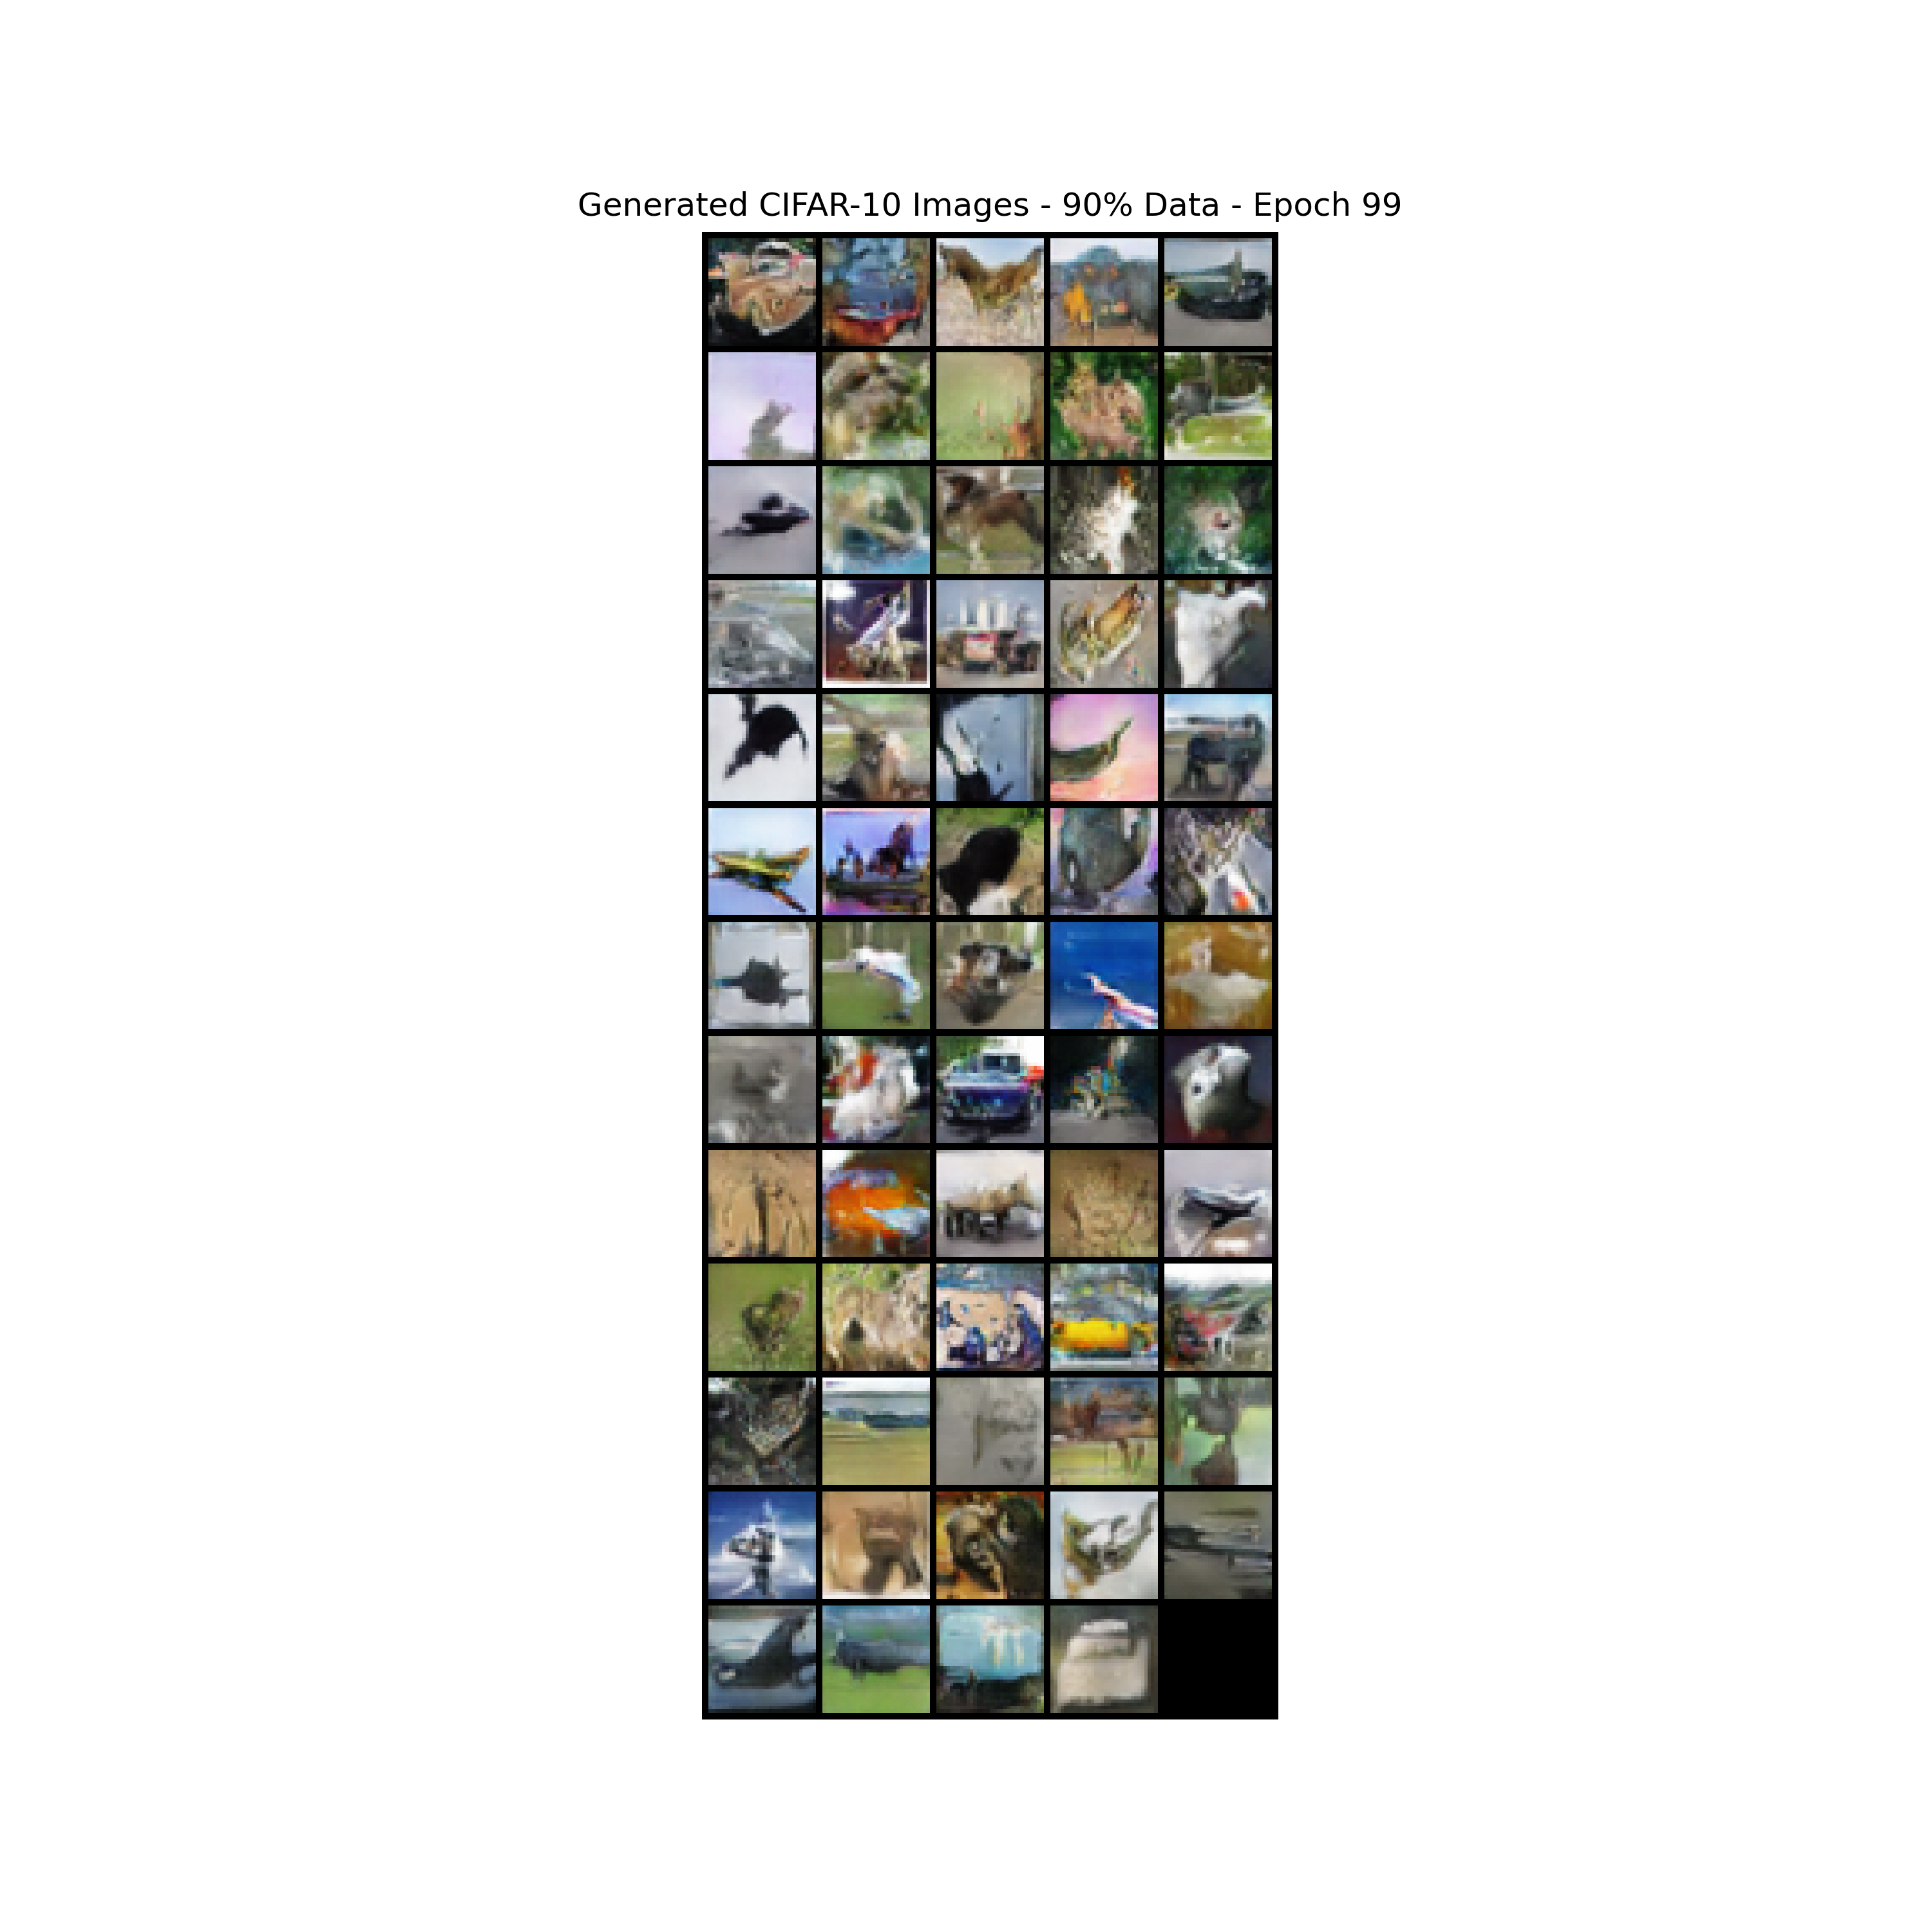 Generated CIFAR-10 Images - 90% Data - Epoch 99